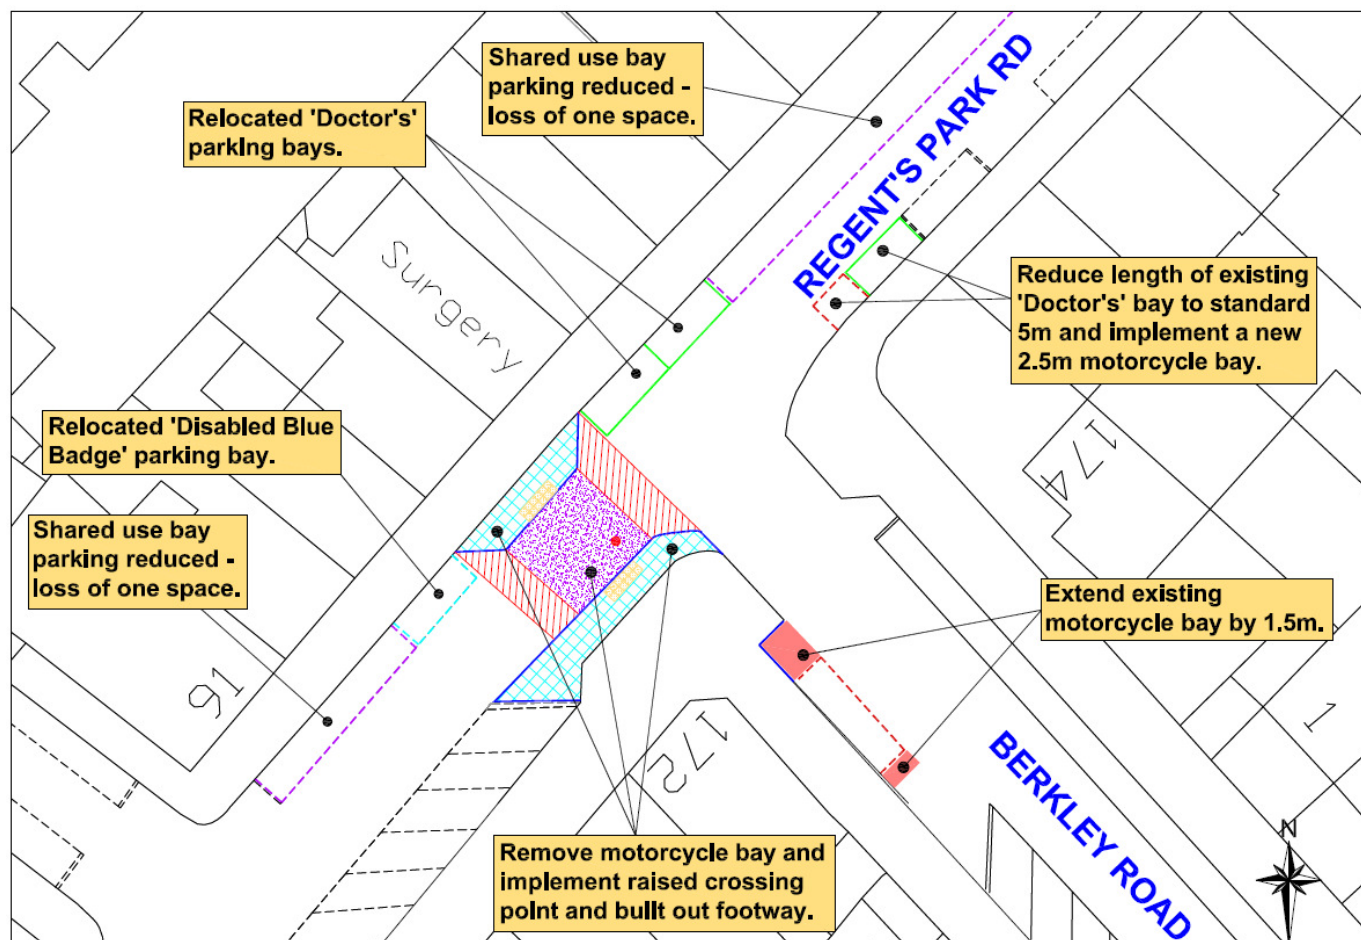 Shared use bay
parking reduced -
loss of one space.
Relocated 'Doctor's'
parking bays.
REGENT'S PARK RD
Surgery
Reduce length of existing
'Doctor's' bay to standard
5m and implement a new
2.5m motorcycle bay.
Relocated 'Disabled Blue
Badge' parking bay.
174
Shared use bay
parking reduced -
loss of one space.
Extend existing
motorcycle bay by 1.5m.
91
172
1
BERKLEY ROAD
N
Remove motorcycle bay and
implement raised crossing
point and built out footway.